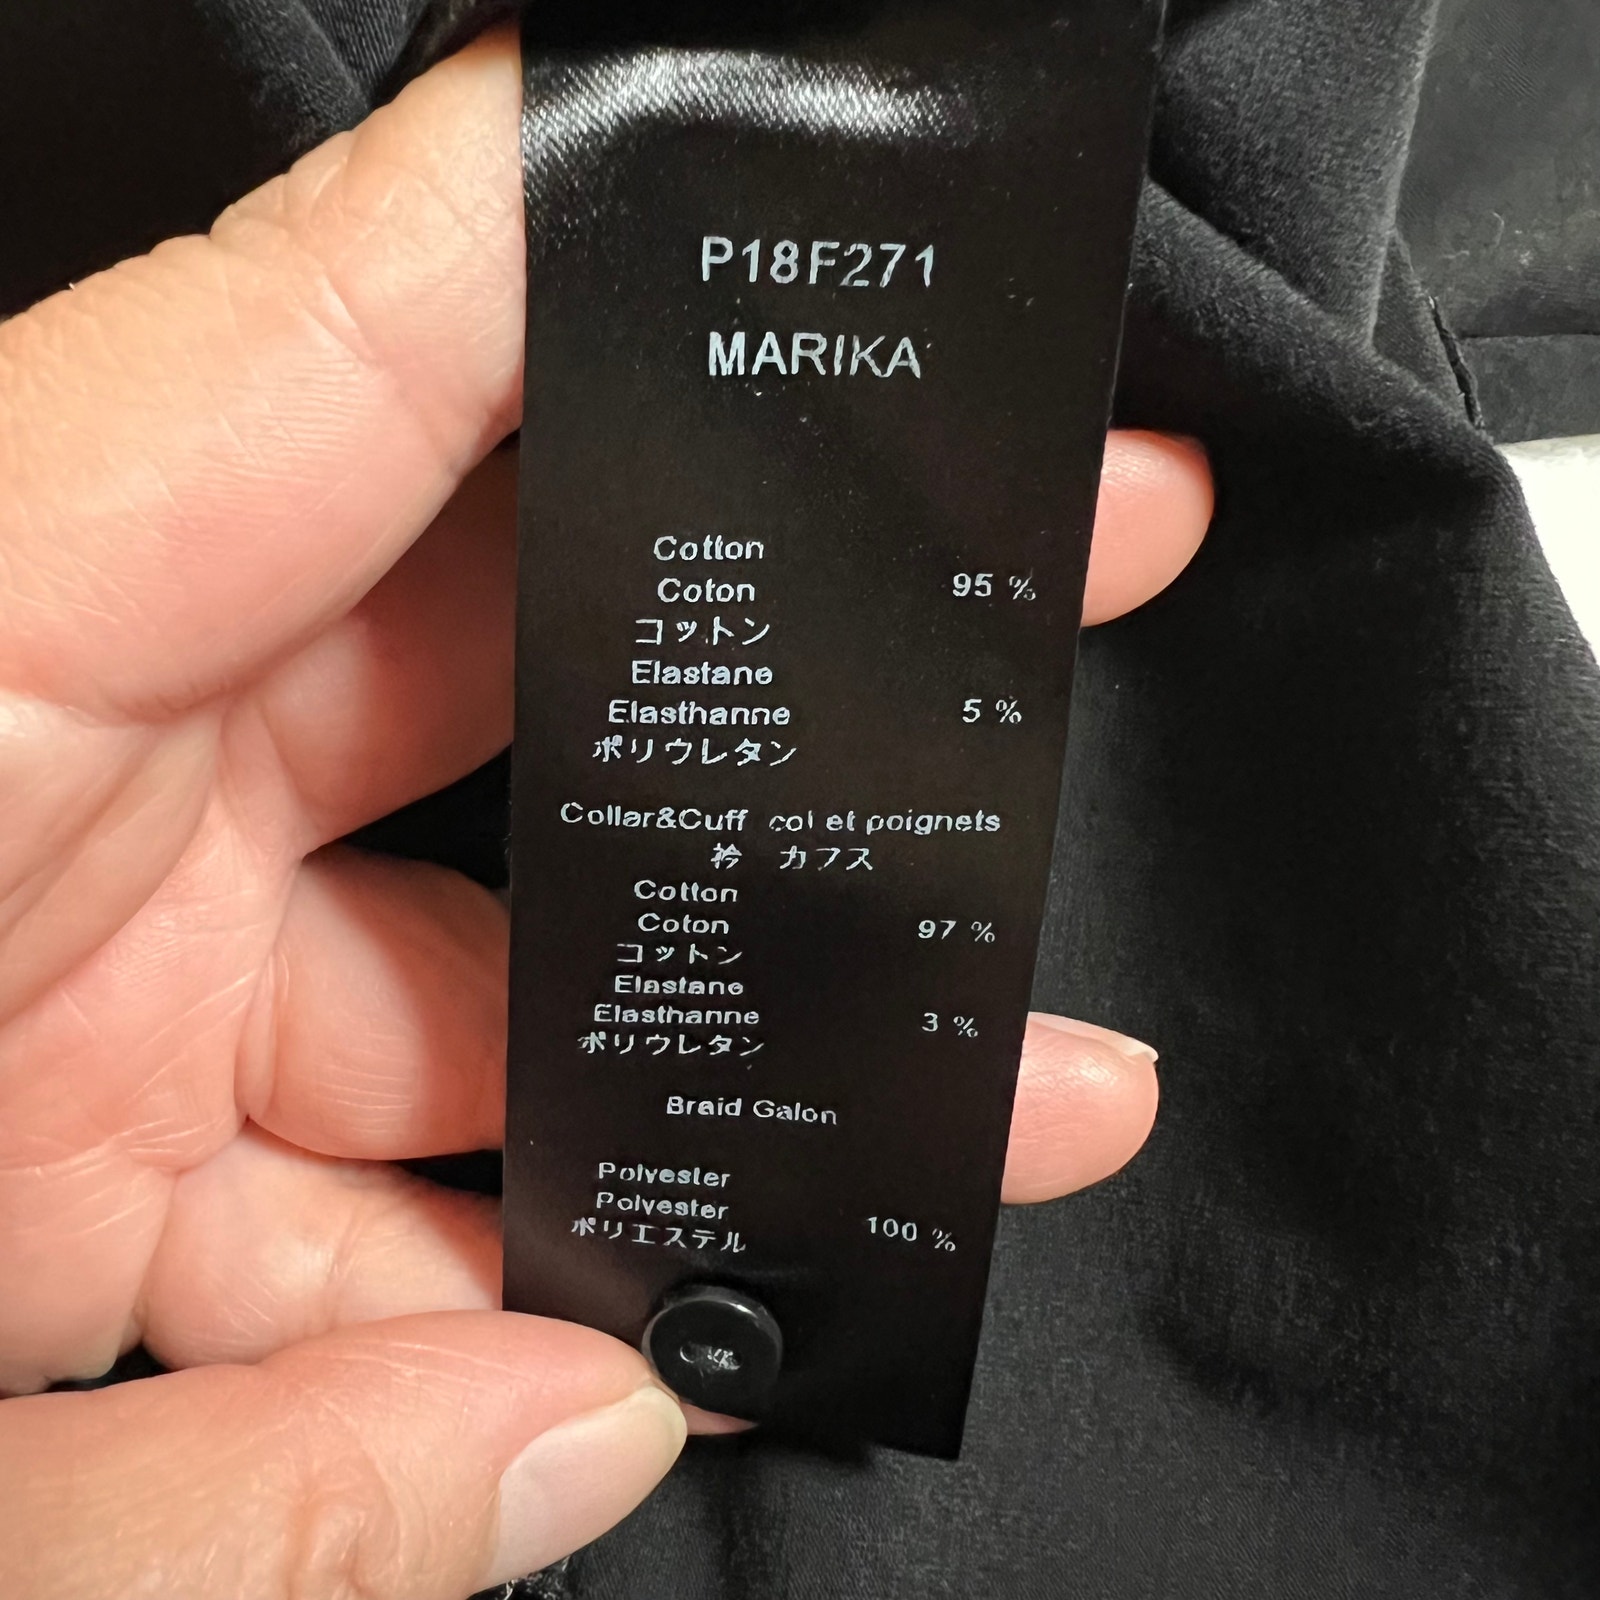 P18F271
MARIKA
Cotton
Coton 95 %
コットン
Elastane
Elasthanne 5 %
ポリウレタン
Collar&Cuff col et poignets
衿 カフス
Cotton
Coton 97 %
コットン
Elastane
Elasthanne 3 %
ポリウレタン
Braid Galon
Polyester
Polyester 100 %
ポリエステル